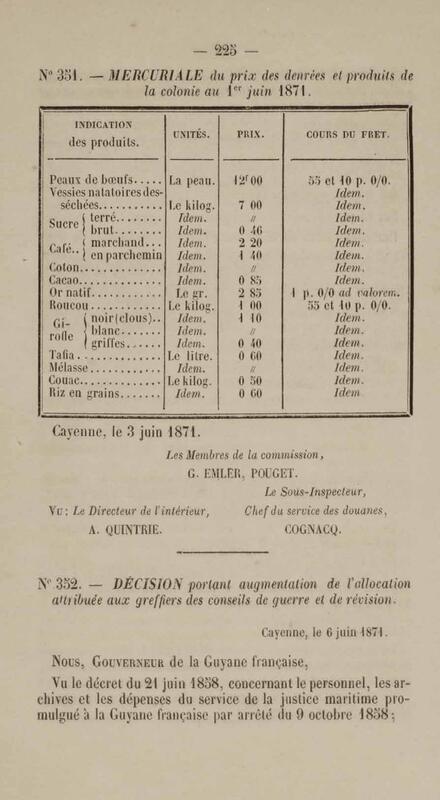 — 225 —
N° 351. — MERCURIALE du prix des denrées et produits de
la colonie au 1er juin 1871.
INDICATION des produits. UNITÉS. PRIX. COURS DU FRET.
Peaux de bœufs..... La peau. 12f 00 55 et 10 p. 0/0.
Vessies natatoires des- Idem.
séchées........... Le kilog. 7 00 Idem.
Sucre { terré........ Idem. // Idem.
brut......... Idem. 0 46 Idem.
Café.. { marchand... Idem. 2 20 Idem.
en parchemin Idem. 1 40 Idem.
Coton.............. Idem. // Idem.
Cacao.............. Idem. 0 85 Idem.
Or natif............ Le gr. 2 85 1 p. 0/0 ad valorem.
Roucou............ Le kilog. 1 00 55 et 10 p. 0/0.
Gi-rofle { noir (clous).. Idem. 1 10 Idem.
blanc........ Idem. // Idem.
griffes...... Idem. 0 40 Idem.
Tafia.............. Le litre. 0 60 Idem.
Mélasse............ Idem. // Idem.
Couac.............. Le kilog. 0 50 Idem.
Riz en grains....... Idem. 0 60 Idem
Cayenne, le 3 juin 1871.
Les Membres de la commission,
G. EMLER, POUGET.
Le Sous-Inspecteur,
Vu : Le Directeur de l'intérieur, Chef du service des douanes,
A. QUINTRIE. COGNACQ.
N° 352. — DÉCISION portant augmentation de l'allocation
attribuée aux greffiers des conseils de guerre et de révision.
Cayenne, le 6 juin 1871.
Nous, Gouverneur de la Guyane française,
Vu le décret du 21 juin 1858, concernant le personnel, les ar-
chives et les dépenses du service de la justice maritime pro-
mulgué à la Guyane française par arrêté du 9 octobre 1858;